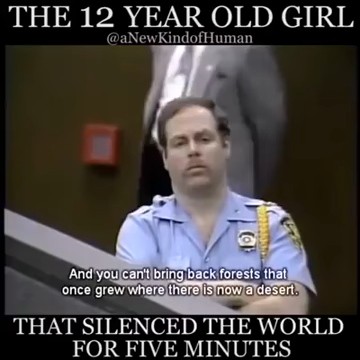 THE 12 YEAR OLD GIRL
@aNewKindofHuman
And you can't bring back forests that
once grew where there is now a desert.
THAT SILENCED THE WORLD
FOR FIVE MINUTES